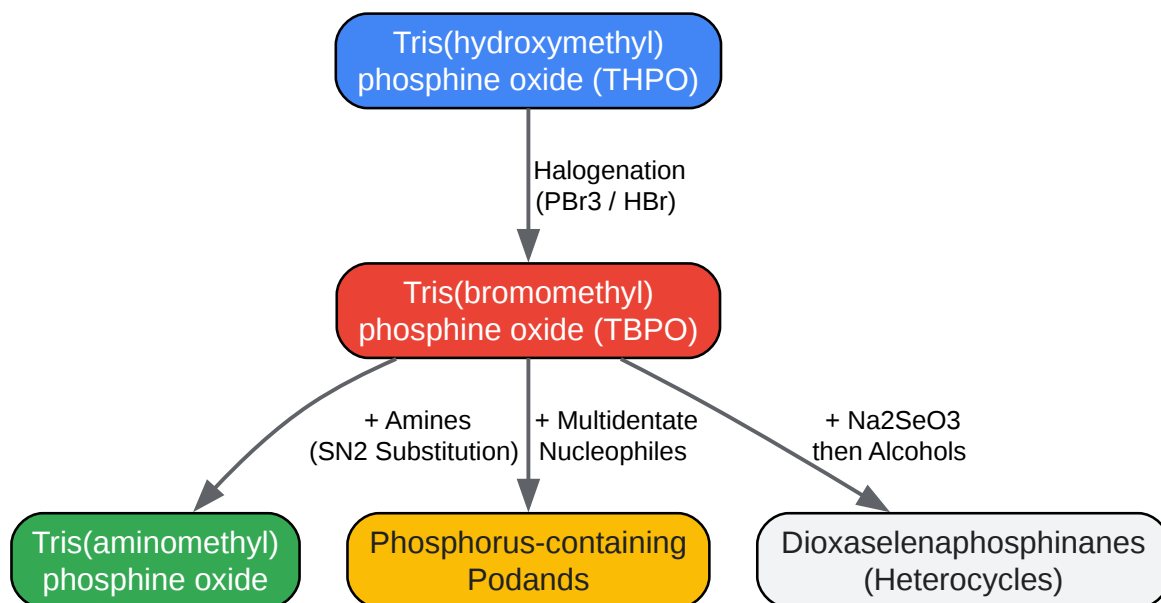 Tris(hydroxymethyl)
phosphine oxide (THPO)
Halogenation
(PBr3 / HBr)
Tris(bromomethyl)
phosphine oxide (TBPO)
+ Amines
(SN2 Substitution)
+ Multidentate
Nucleophiles
+ Na2SeO3
then Alcohols
Tris(aminomethyl)
phosphine oxide
Phosphorus-containing
Podands
Dioxaselenaphosphinanes
(Heterocycles)